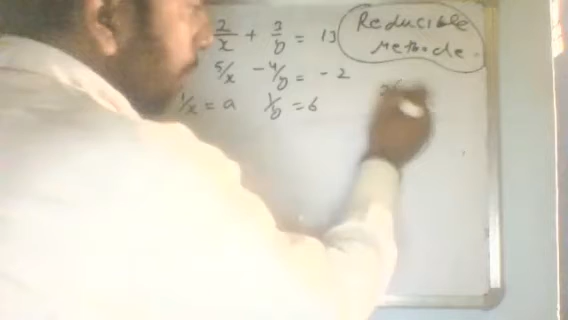 2/x + 3/y = 13
5/x - 4/y = -2
1/x = a 1/y = b
Reducible
Methode.